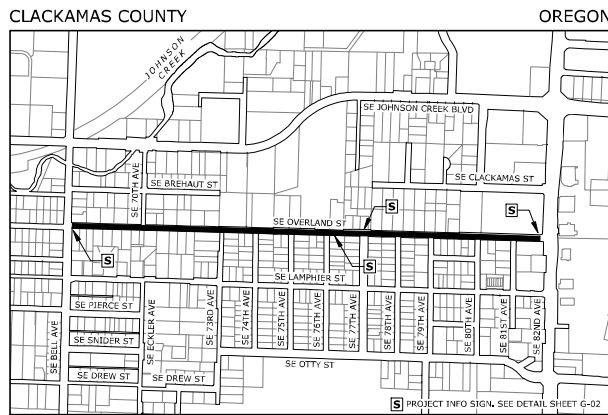 CLACKAMAS COUNTY
OREGON
JOHNSON
CREEK
SE JOHNSON CREEK BLVD
SE CLACKAMAS ST
SE 70TH AVE
SE BREHAUT ST
SE OVERLAND ST
S
S
S
S
SE LAMPHIER ST
SE PIERCE ST
SE SNIDER ST
SE DREW ST
SE DREW ST
SE BELL AVE
SE ECKLER AVE
SE 73RD AVE
SE 74TH AVE
SE 75TH AVE
SE 76TH AVE
SE 77TH AVE
SE 78TH AVE
SE 79TH AVE
SE 80TH AVE
SE 81ST AVE
SE 82ND AVE
SE OTTY ST
S PROJECT INFO SIGN. SEE DETAIL SHEET G-02